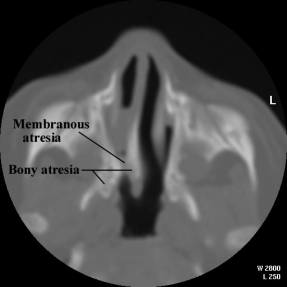 L
Membranous
atresia
Bony atresia
W 2800
L 250